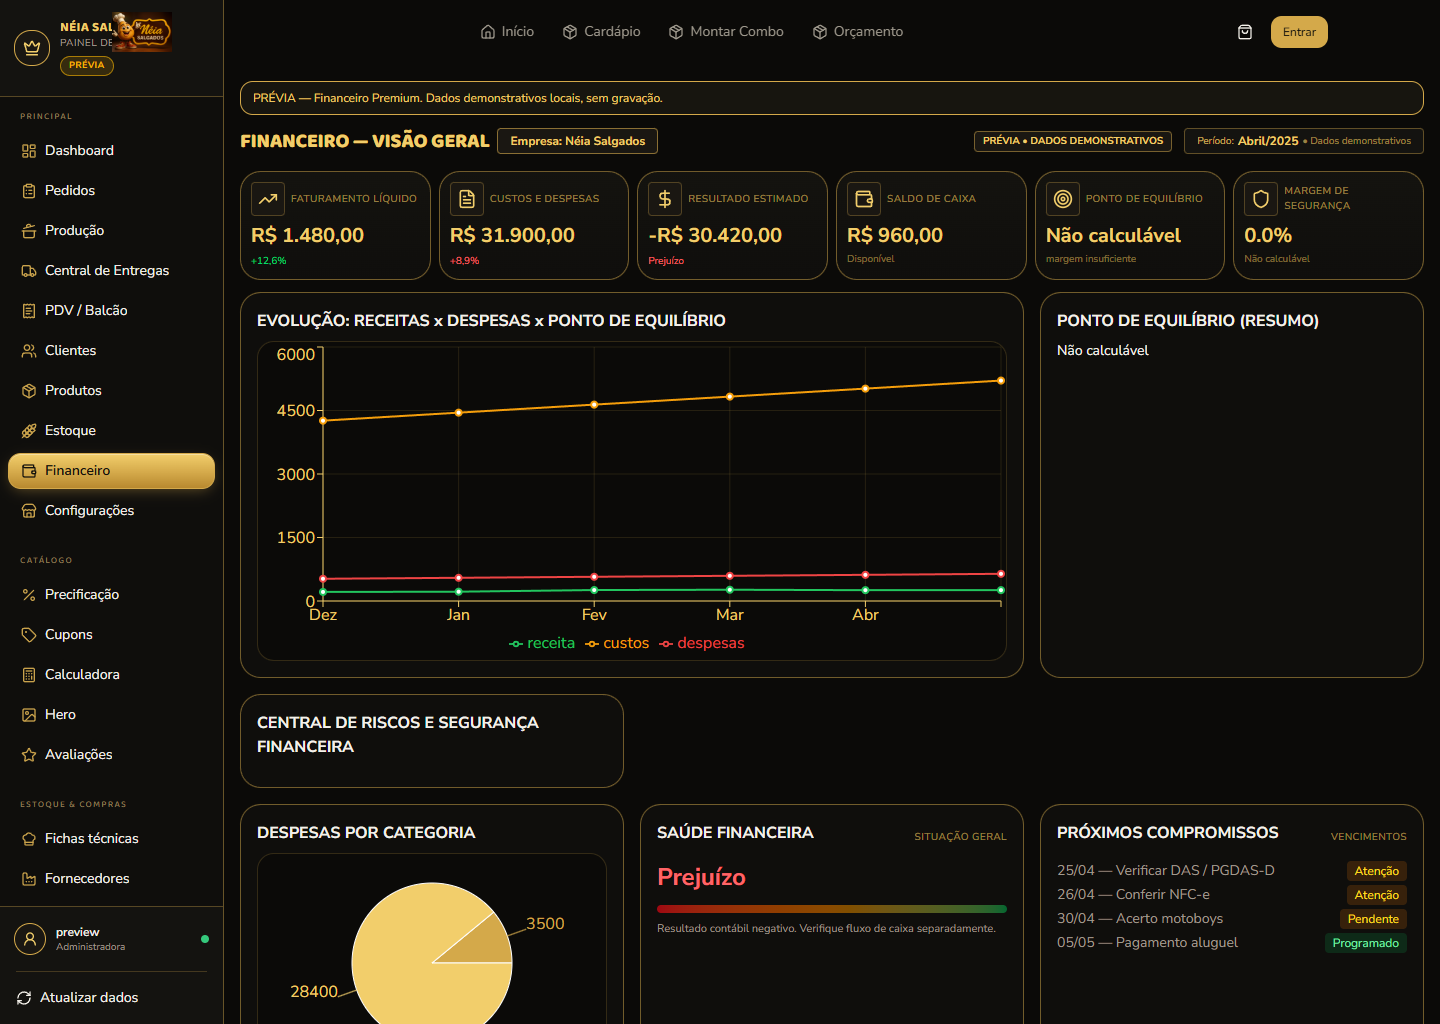 NÉIA SAL
PAINEL DE
PRÉVIA
Néia
SALGADOS
Início
Cardápio
Montar Combo
Orçamento
Entrar
PRINCIPAL
Dashboard
Pedidos
Produção
Central de Entregas
PDV / Balcão
Clientes
Produtos
Estoque
Financeiro
Configurações
CATÁLOGO
Precificação
Cupons
Calculadora
Hero
Avaliações
ESTOQUE & COMPRAS
Fichas técnicas
Fornecedores
preview
Administradora
Atualizar dados
PRÉVIA — Financeiro Premium. Dados demonstrativos locais, sem gravação.
FINANCEIRO — VISÃO GERAL
Empresa: Néia Salgados
PRÉVIA • DADOS DEMONSTRATIVOS
Período: Abril/2025 • Dados demonstrativos
FATURAMENTO LÍQUIDO
R$ 1.480,00
+12,6%
CUSTOS E DESPESAS
R$ 31.900,00
+8,9%
RESULTADO ESTIMADO
-R$ 30.420,00
Prejuízo
SALDO DE CAIXA
R$ 960,00
Disponível
PONTO DE EQUILÍBRIO
Não calculável
margem insuficiente
MARGEM DE
SEGURANÇA
0.0%
Não calculável
EVOLUÇÃO: RECEITAS x DESPESAS x PONTO DE EQUILÍBRIO
6000
4500
3000
1500
0
Dez
Jan
Fev
Mar
Abr
receita
custos
despesas
PONTO DE EQUILÍBRIO (RESUMO)
Não calculável
CENTRAL DE RISCOS E SEGURANÇA
FINANCEIRA
DESPESAS POR CATEGORIA
3500
28400
SAÚDE FINANCEIRA
SITUAÇÃO GERAL
Prejuízo
Resultado contábil negativo. Verifique fluxo de caixa separadamente.
PRÓXIMOS COMPROMISSOS
VENCIMENTOS
25/04 — Verificar DAS / PGDAS-D
Atenção
26/04 — Conferir NFC-e
Atenção
30/04 — Acerto motoboys
Pendente
05/05 — Pagamento aluguel
Programado